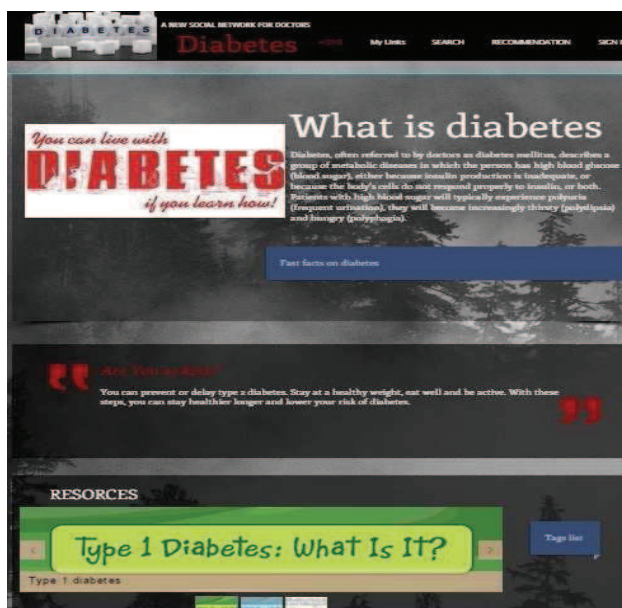 DIABETES
A NEW SOCIAL NETWORK FOR DOCTORS
Diabetes
HOME My Links SEARCH RECOMMENDATION SIGN
You can live with
DIABETES
if you learn how!
What is diabetes
Diabetes, often referred to by doctors as diabetes mellitus, describes a
group of metabolic diseases in which the person has high blood glucose
(blood sugar), either because insulin production is inadequate, or
because the body's cells do not respond properly to insulin, or both.
Patients with high blood sugar will typically experience polyuria
(frequent urination), they will become increasingly thirsty (polydipsia)
and hungry (polyphagia).
Fast facts on diabetes
Are You at Risk?
You can prevent or delay type 2 diabetes. Stay at a healthy weight, eat well and be active. With these
steps, you can stay healthier longer and lower your risk of diabetes.
RESORCES
Type 1 Diabetes: What Is It?
Tags list
Type 1 diabetes